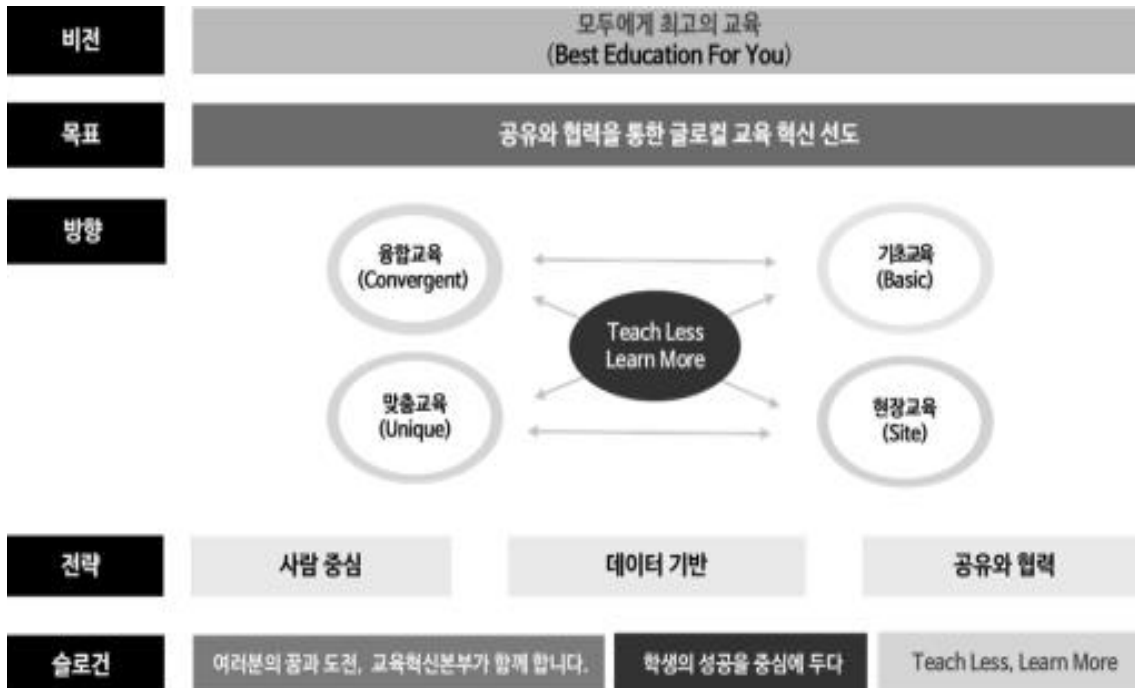 비전
모두에게 최고의 교육
(Best Education For You)
목표
공유와 협력을 통한 글로컬 교육 혁신 선도
방향
융합교육
(Convergent)
기초교육
(Basic)
Teach Less
Learn More
맞춤교육
(Unique)
현장교육
(Site)
전략
사람 중심
데이터 기반
공유와 협력
슬로건
여러분의 꿈과 도전, 교육혁신본부가 함께 합니다.
학생의 성공을 중심에 두다
Teach Less, Learn More